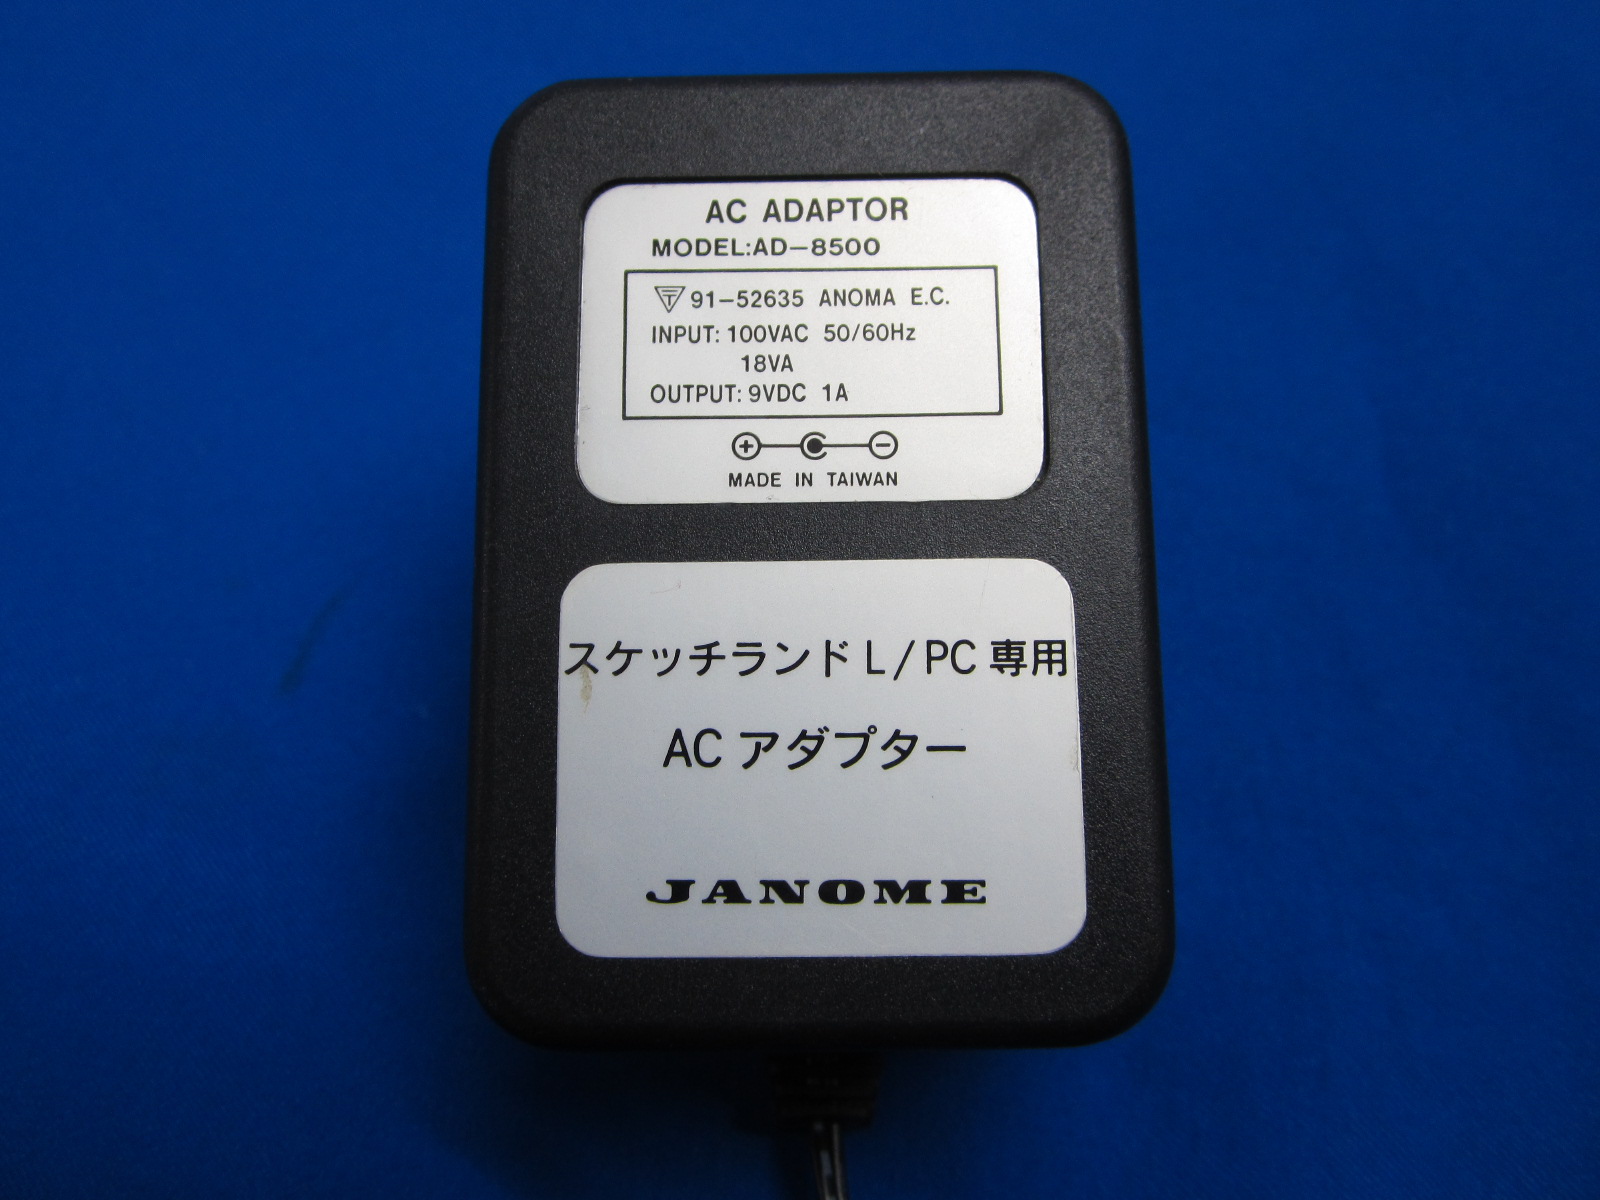 AC ADAPTOR
MODEL:AD-8500
91-52635 ANOMA E.C.
INPUT: 100VAC 50/60Hz
18VA
OUTPUT: 9VDC 1A
MADE IN TAIWAN
スケッチランド L/PC 専用
AC アダプター
JANOME